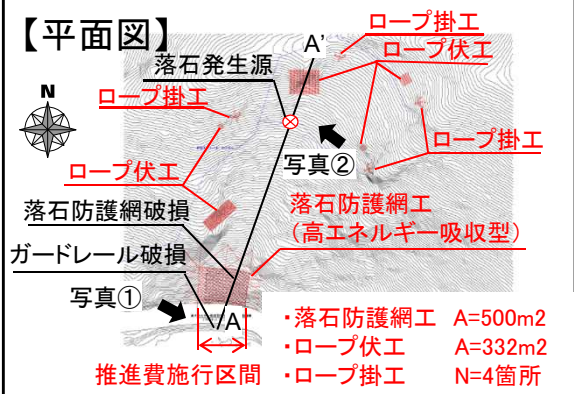 【平面図】
A’
ロープ掛工
ロープ伏工
落石発生源
N
ロープ掛工
ロープ掛工
写真②
ロープ伏工
落石防護網破損
落石防護網工
（高エネルギー吸収型）
ガードレール破損
写真①
A
・落石防護網工 A=500m2
・ロープ伏工 A=332m2
・ロープ掛工 N=4箇所
推進費施行区間